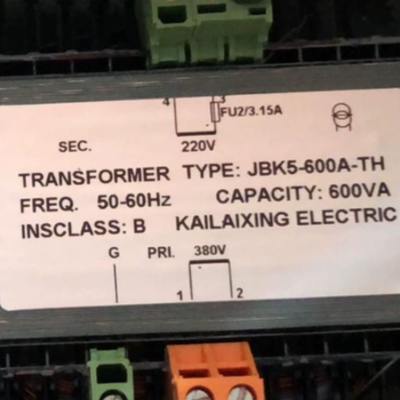 4 3
FU2/3.15A
SEC. 220V
TRANSFORMER TYPE: JBK5-600A-TH
FREQ. 50-60Hz CAPACITY: 600VA
INSCLASS: B KAILAIXING ELECTRIC
G PRI. 380V
1 2